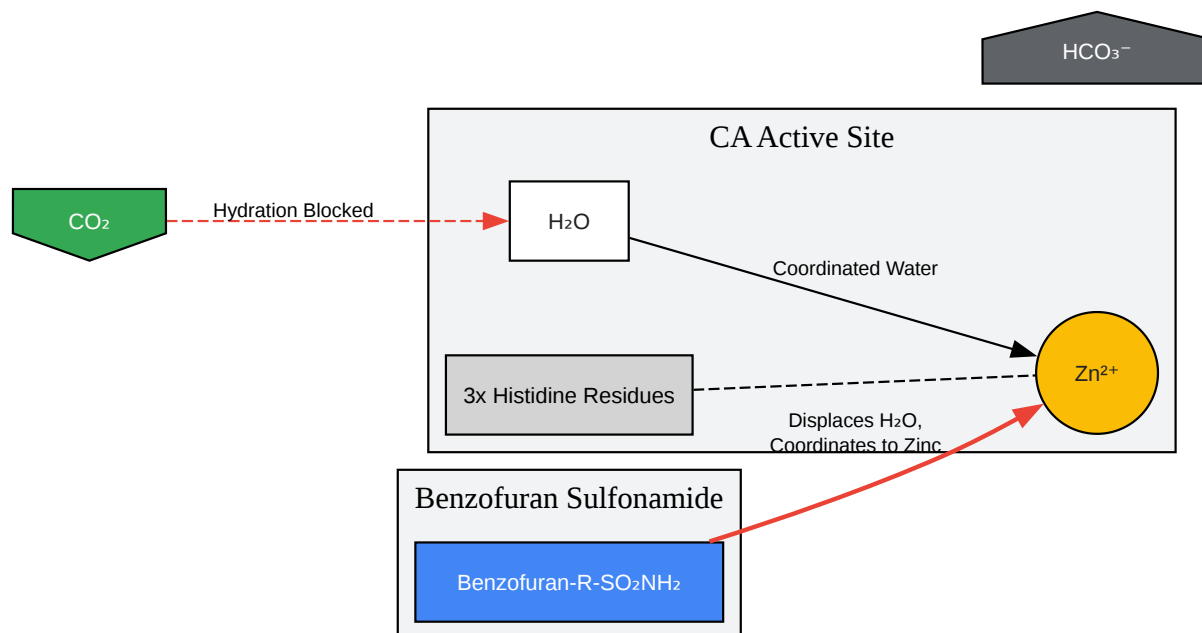 HCO₃⁻
CA Active Site
CO₂
Hydration Blocked
H₂O
Coordinated Water
Zn²⁺
3x Histidine Residues
Displaces H₂O,
Coordinates to Zinc
Benzofuran Sulfonamide
Benzofuran-R-SO₂NH₂